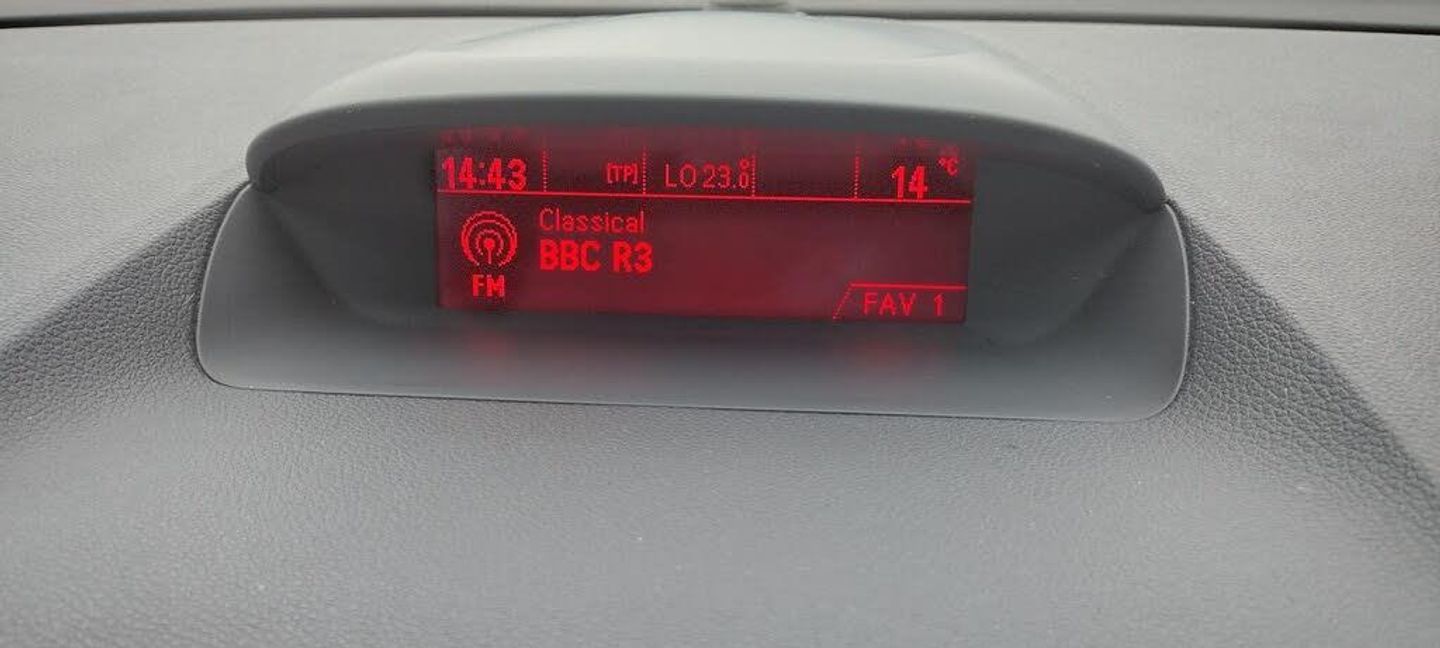 14:43 [TP] LO 23.0° 14 °C
Classical
BBC R3
FM
FAV 1